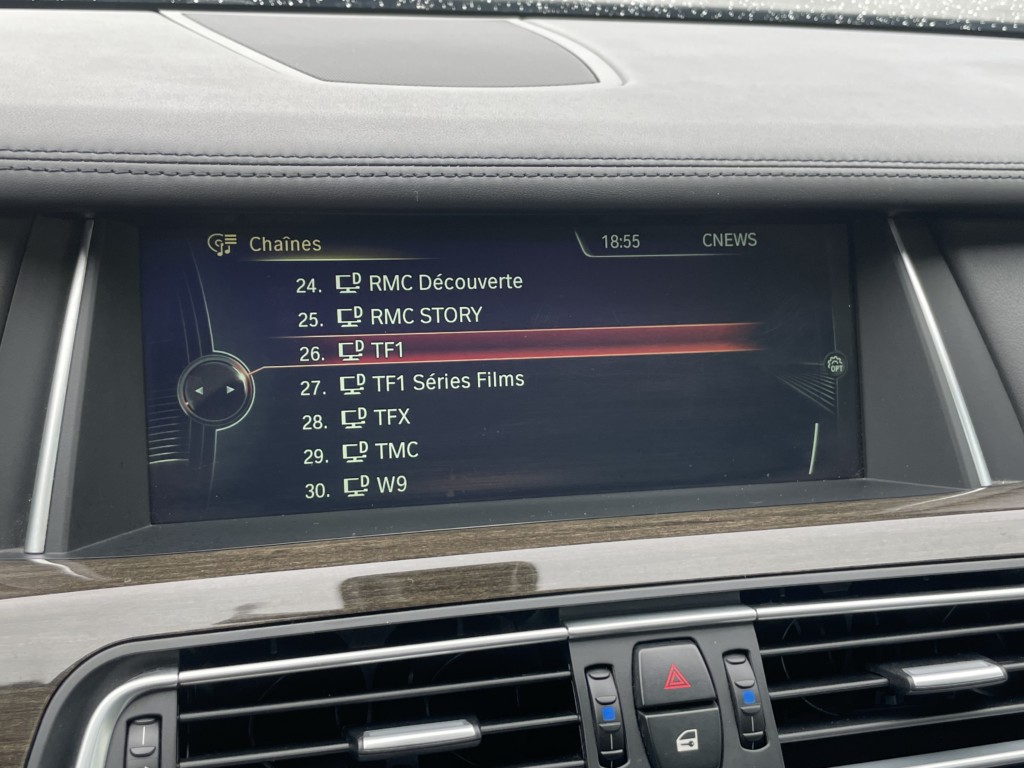 Chaînes 18:55 CNEWS
24. D RMC Découverte
25. D RMC STORY
26. D TF1
27. D TF1 Séries Films
OPT
28. D TFX
29. D TMC
30. D W9